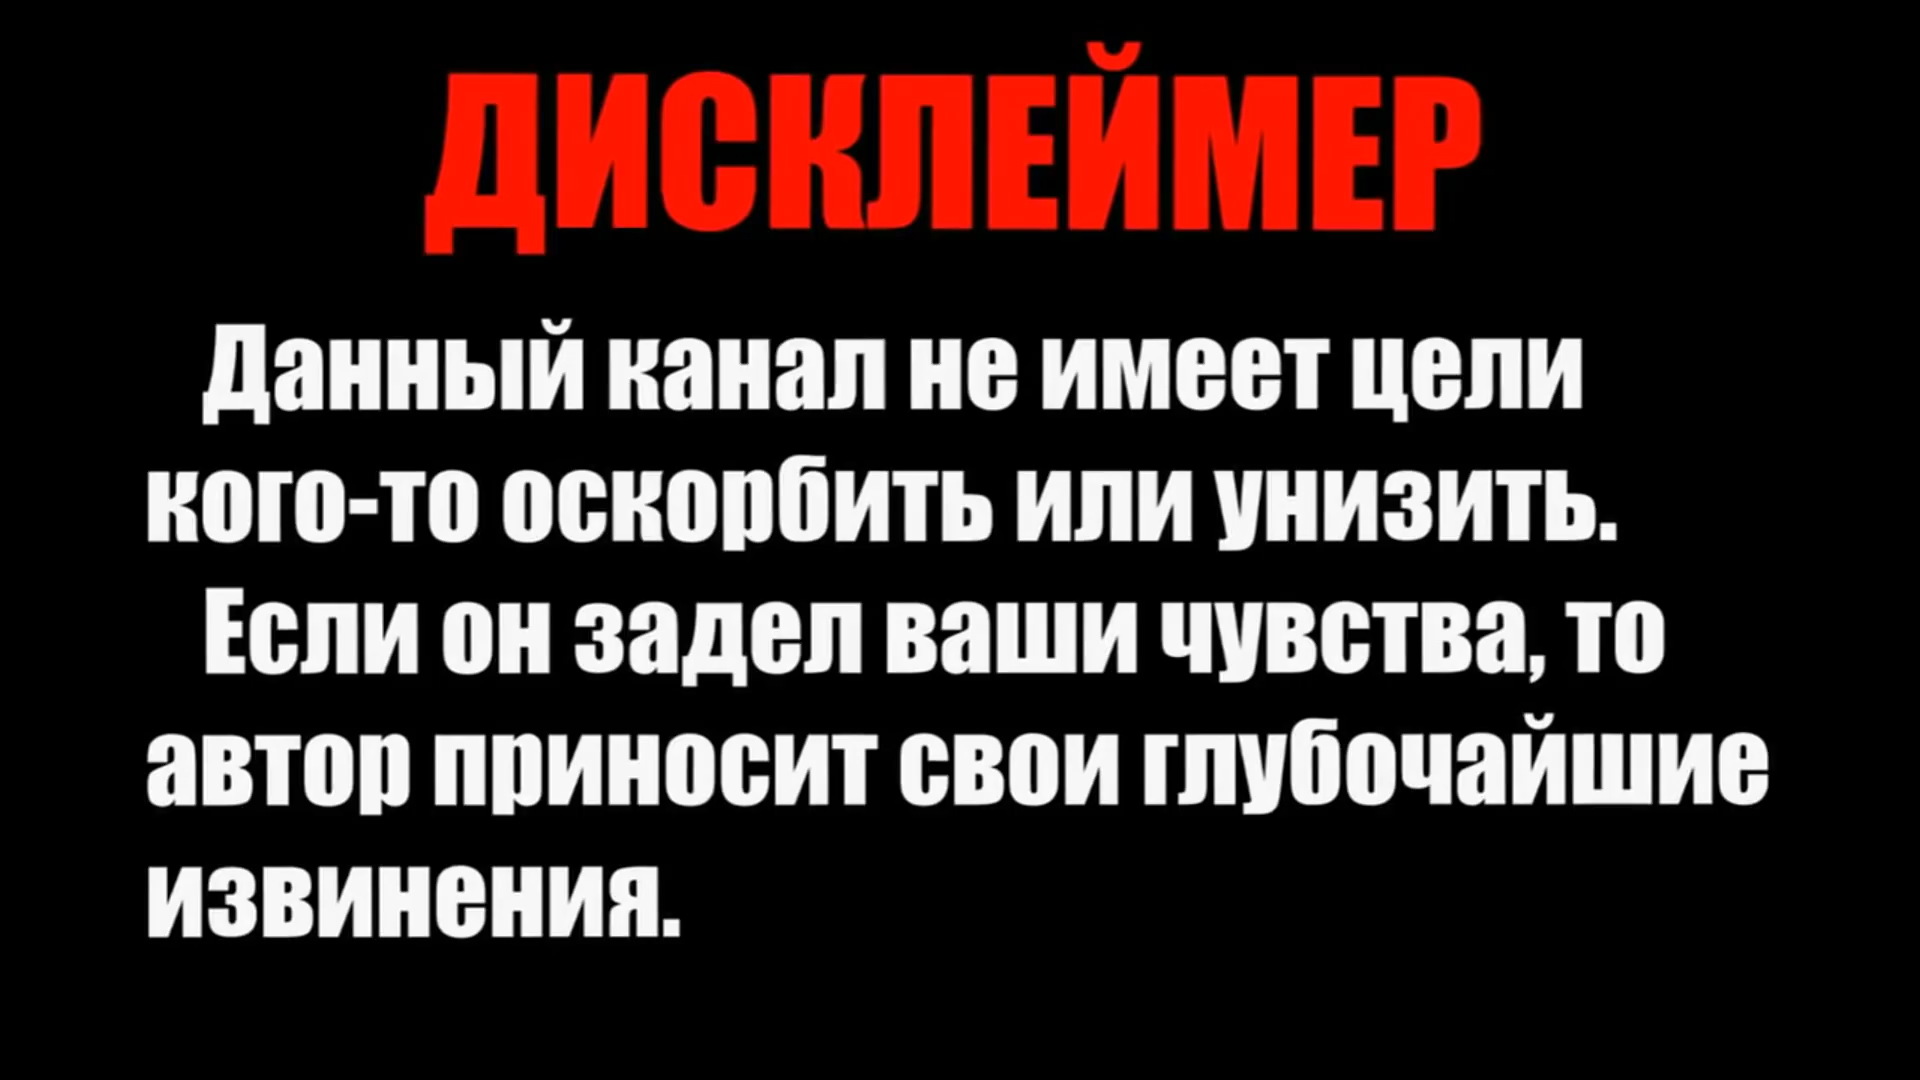 ДИСКЛЕЙМЕР
Данный канал не имеет цели
кого-то оскорбить или унизить.
Если он задел ваши чувства, то
автор приносит свои глубочайшие
извинения.